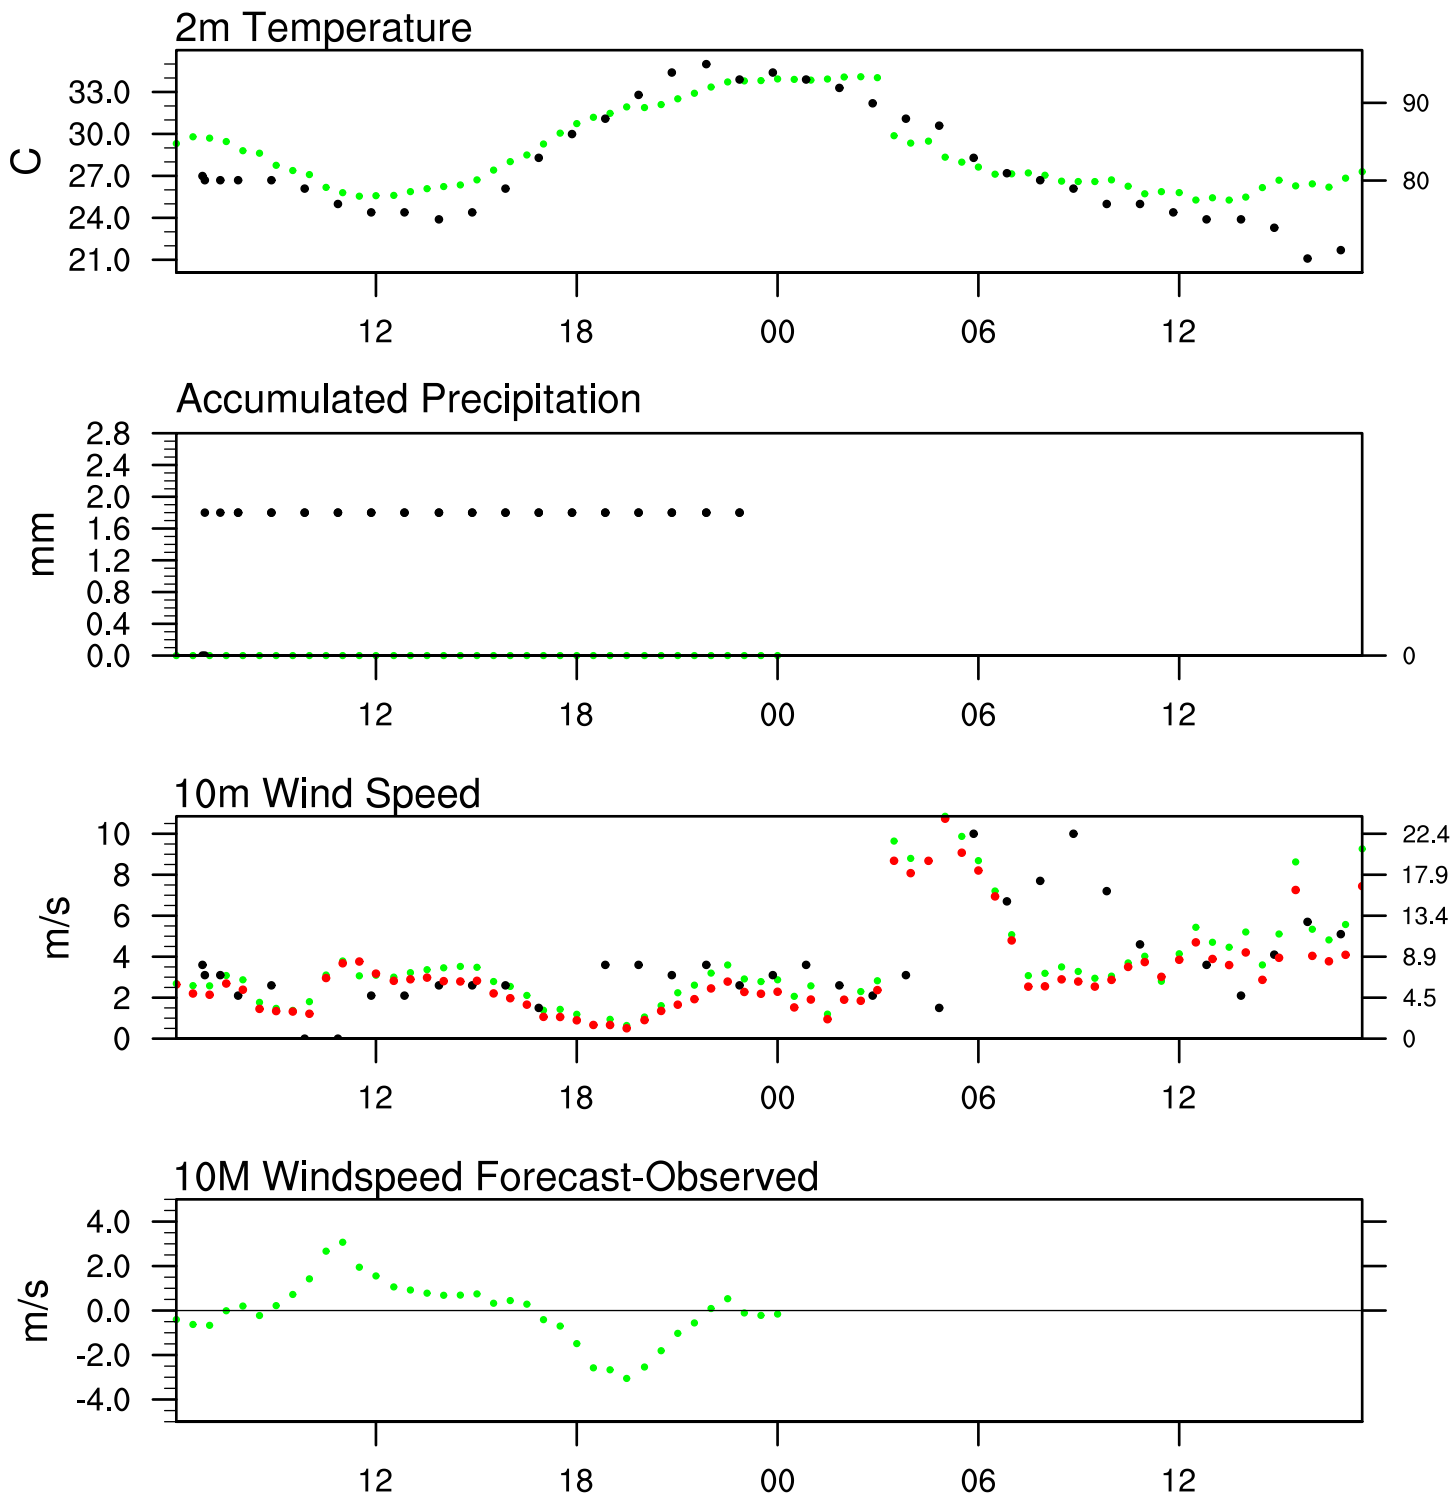 2m Temperature
33.0
30.0
27.0
24.0
21.0
C
90
80
12 18 00 06 12
Accumulated Precipitation
2.8
2.4
2.0
1.6
1.2
0.8
0.4
0.0
mm
0
12 18 00 06 12
10m Wind Speed
10
8
6
4
2
0
m/s
22.4
17.9
13.4
8.9
4.5
0
12 18 00 06 12
10M Windspeed Forecast-Observed
4.0
2.0
0.0
-2.0
-4.0
m/s
12 18 00 06 12